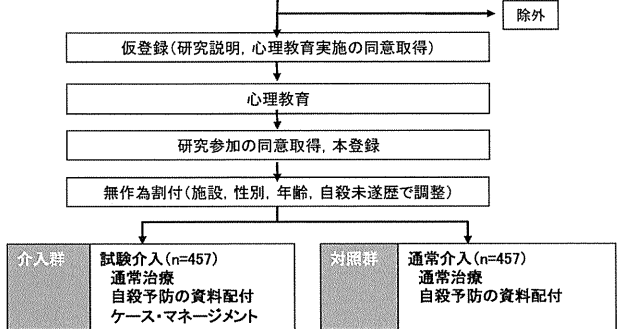 除外
仮登録(研究説明, 心理教育実施の同意取得)
心理教育
研究参加の同意取得, 本登録
無作為割付(施設, 性別, 年齢, 自殺未遂歴で調整)
介入群
試験介入(n=457)
通常治療
自殺予防の資料配付
ケース・マネージメント
対照群
通常介入(n=457)
通常治療
自殺予防の資料配付